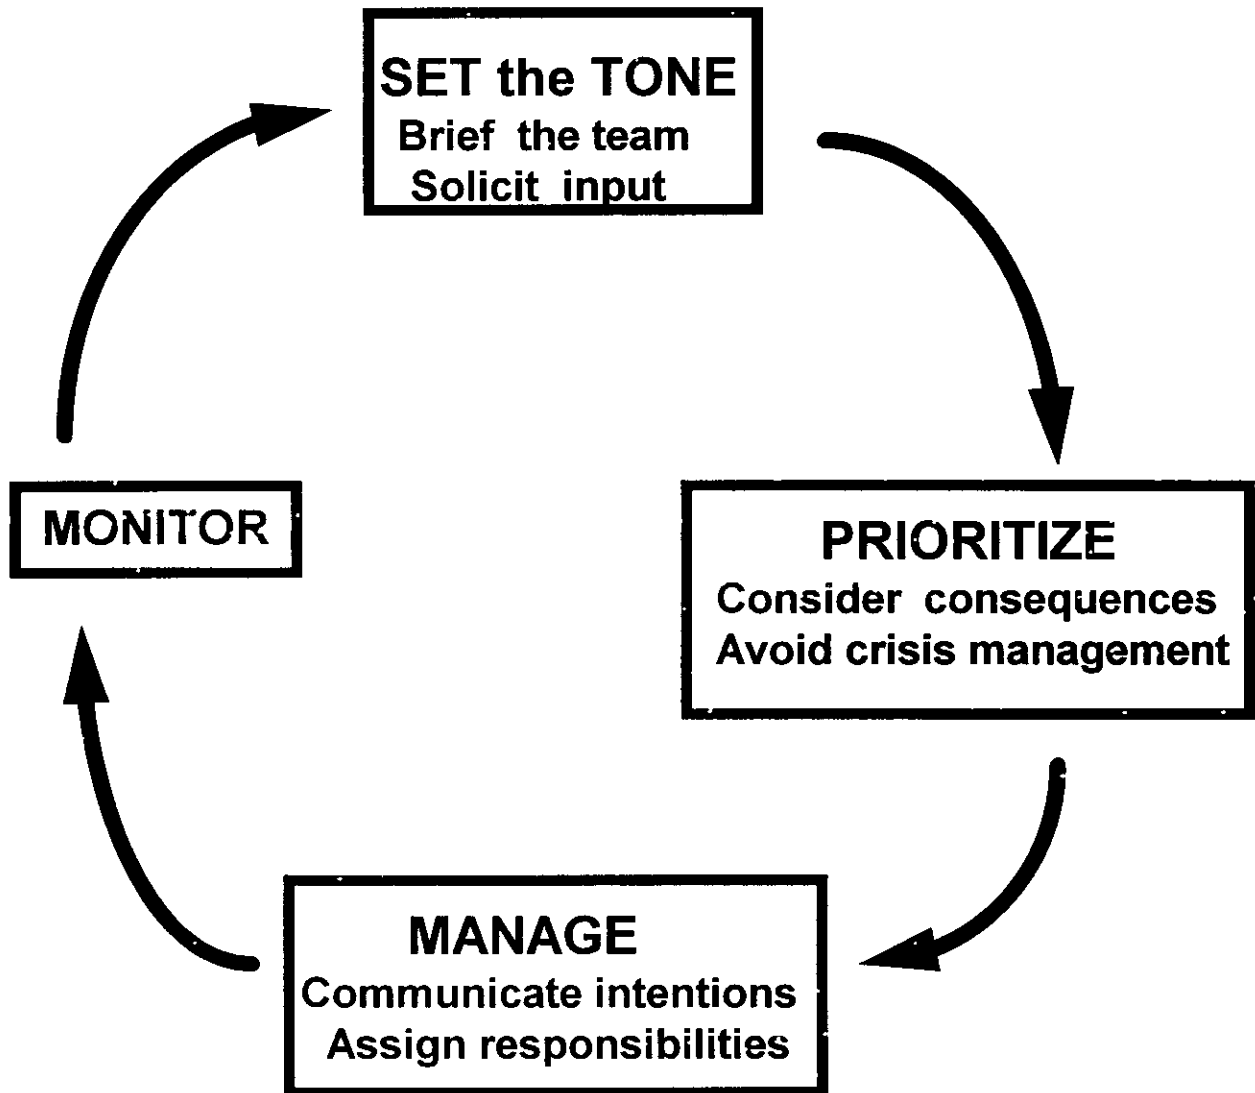 SET the TONE
Brief the team
Solicit input
PRIORITIZE
Consider consequences
Avoid crisis management
MANAGE
Communicate intentions
Assign responsibilities
MONITOR